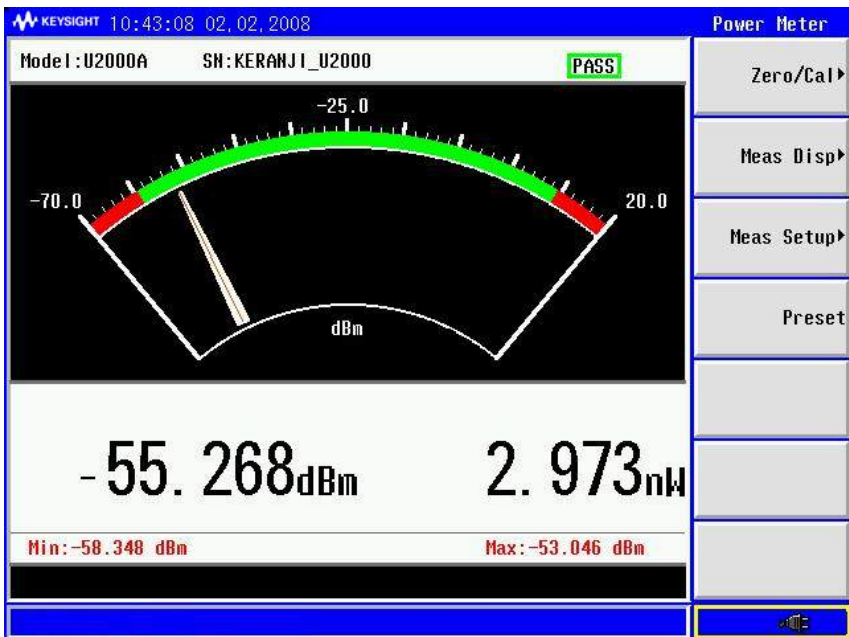 KEYSIGHT 10:43:08 02,02,2008 Power Meter
Model:U2000A SN:KERANJI_U2000 PASS
Zero/Cal
-25.0
Meas Disp
-70.0 20.0
Meas Setup
Preset
dBm
-55.268dBm 2.973nW
Min:-58.348 dBm Max:-53.046 dBm